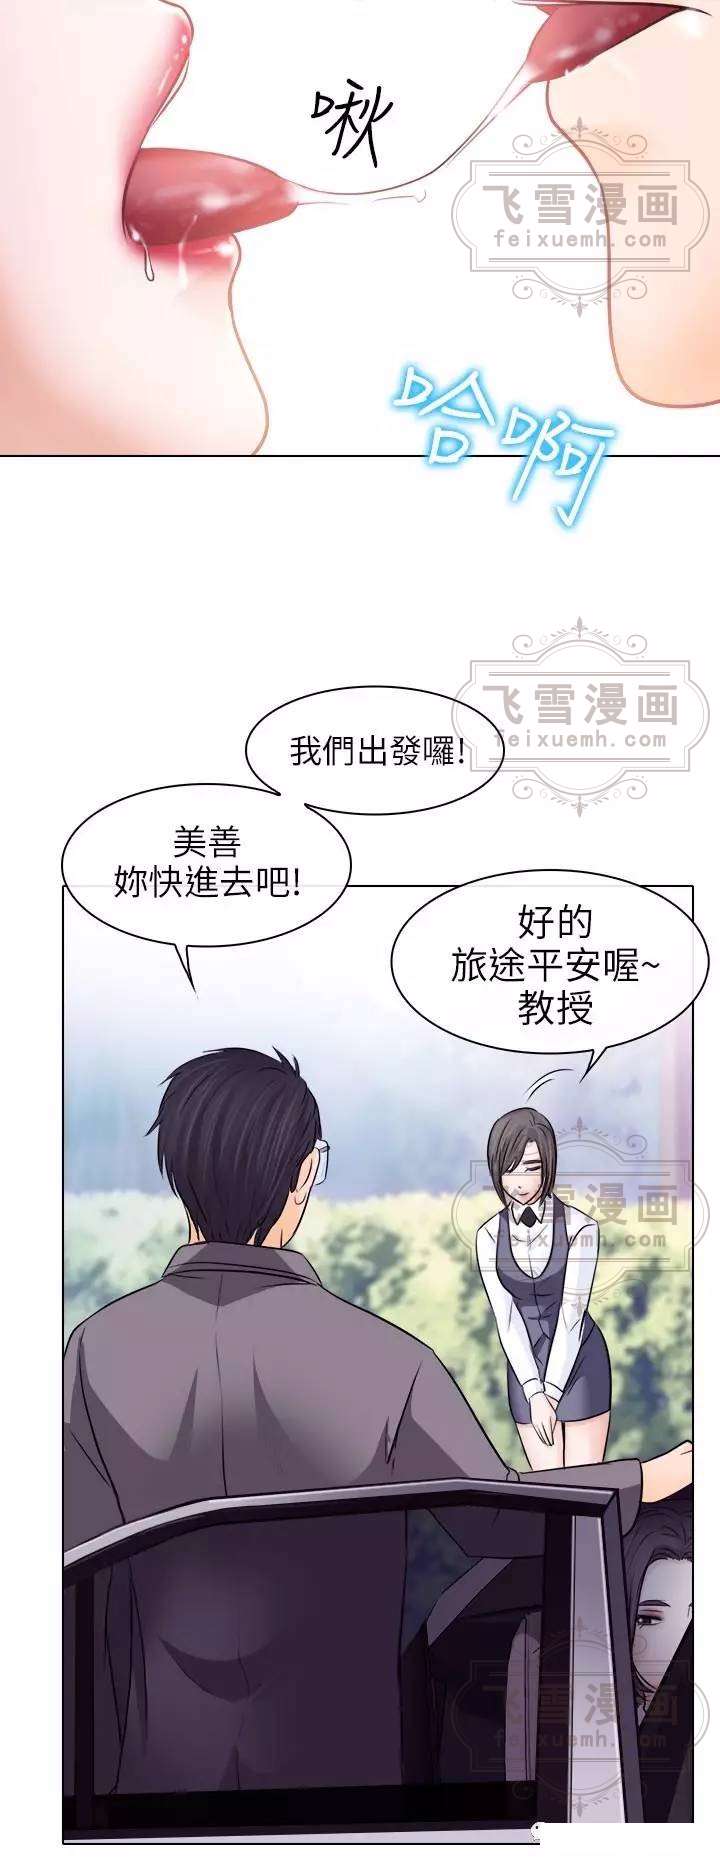 啾
飞雪漫画
feixuemh.com
哈啊
飞雪漫画
feixuemh.com
我們出發囉!
美善
妳快進去吧!
好的
旅途平安喔~
教授
飞雪漫画
feixuemh.com
飞雪漫画
feixuemh.com